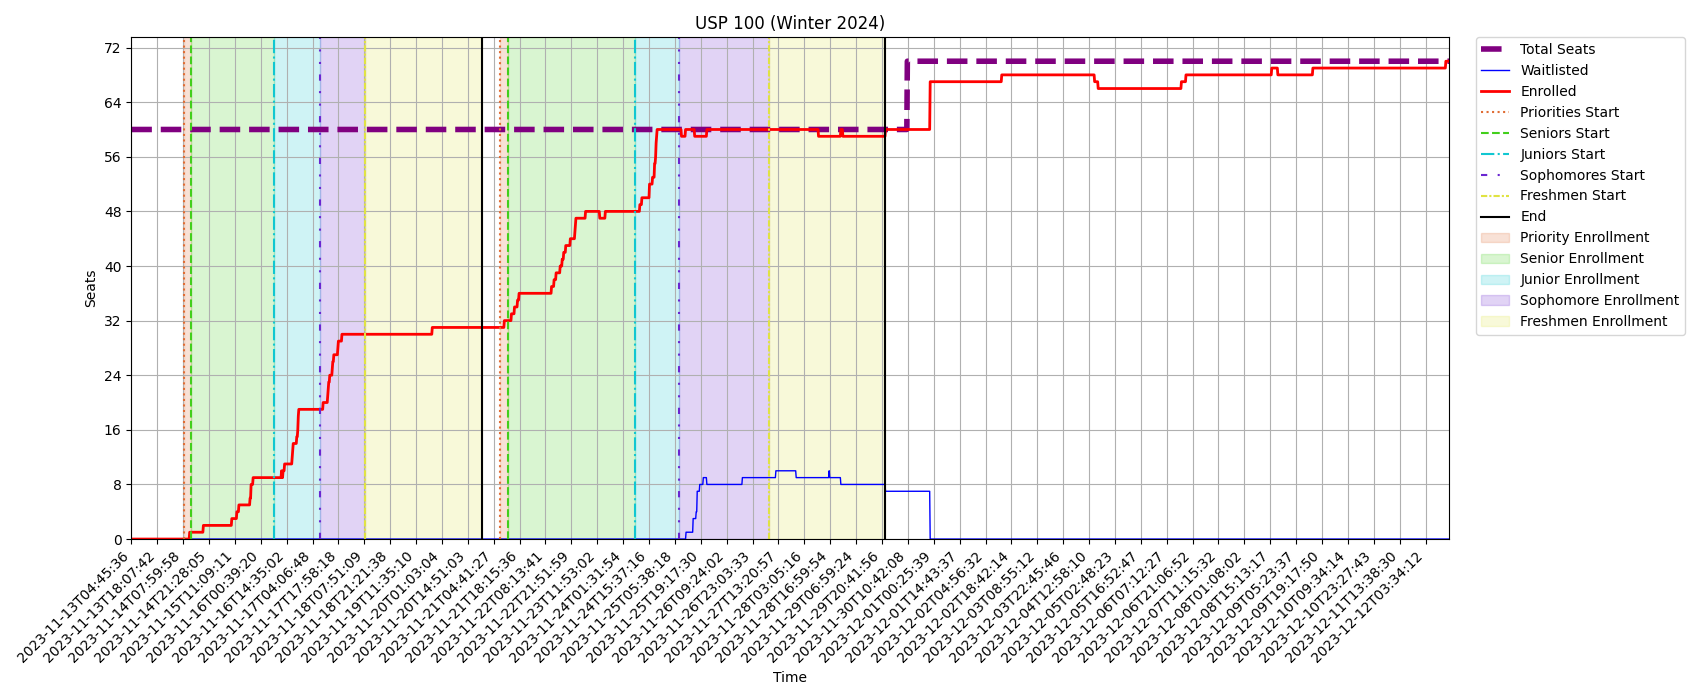 USP 100 (Winter 2024)
72
64
56
48
40
32
24
16
8
0
Seats
2023-11-13T04:45:36
2023-11-13T18:07:42
2023-11-14T07:59:58
2023-11-14T21:28:05
2023-11-15T11:09:11
2023-11-16T00:39:20
2023-11-16T14:35:02
2023-11-17T04:06:48
2023-11-17T17:58:18
2023-11-18T07:51:09
2023-11-18T21:21:38
2023-11-19T11:35:10
2023-11-20T01:03:04
2023-11-20T14:51:03
2023-11-21T04:41:27
2023-11-21T18:15:36
2023-11-22T08:13:41
2023-11-22T21:51:59
2023-11-23T11:53:02
2023-11-24T01:31:54
2023-11-24T15:37:16
2023-11-25T05:38:18
2023-11-25T19:17:30
2023-11-26T09:24:02
2023-11-26T23:03:33
2023-11-27T13:20:57
2023-11-28T03:05:16
2023-11-28T16:59:54
2023-11-29T06:59:24
2023-11-29T20:41:56
2023-11-30T10:42:08
2023-12-01T00:25:39
2023-12-01T14:43:37
2023-12-02T04:56:32
2023-12-02T18:42:14
2023-12-03T08:55:12
2023-12-03T22:45:46
2023-12-04T12:58:10
2023-12-05T02:48:23
2023-12-05T16:52:47
2023-12-06T07:12:27
2023-12-06T21:06:52
2023-12-07T11:15:32
2023-12-08T01:08:02
2023-12-08T15:13:17
2023-12-09T05:23:37
2023-12-09T19:17:50
2023-12-10T09:34:14
2023-12-10T23:27:43
2023-12-11T13:38:30
2023-12-12T03:34:12
Time
Total Seats
Waitlisted
Enrolled
Priorities Start
Seniors Start
Juniors Start
Sophomores Start
Freshmen Start
End
Priority Enrollment
Senior Enrollment
Junior Enrollment
Sophomore Enrollment
Freshmen Enrollment